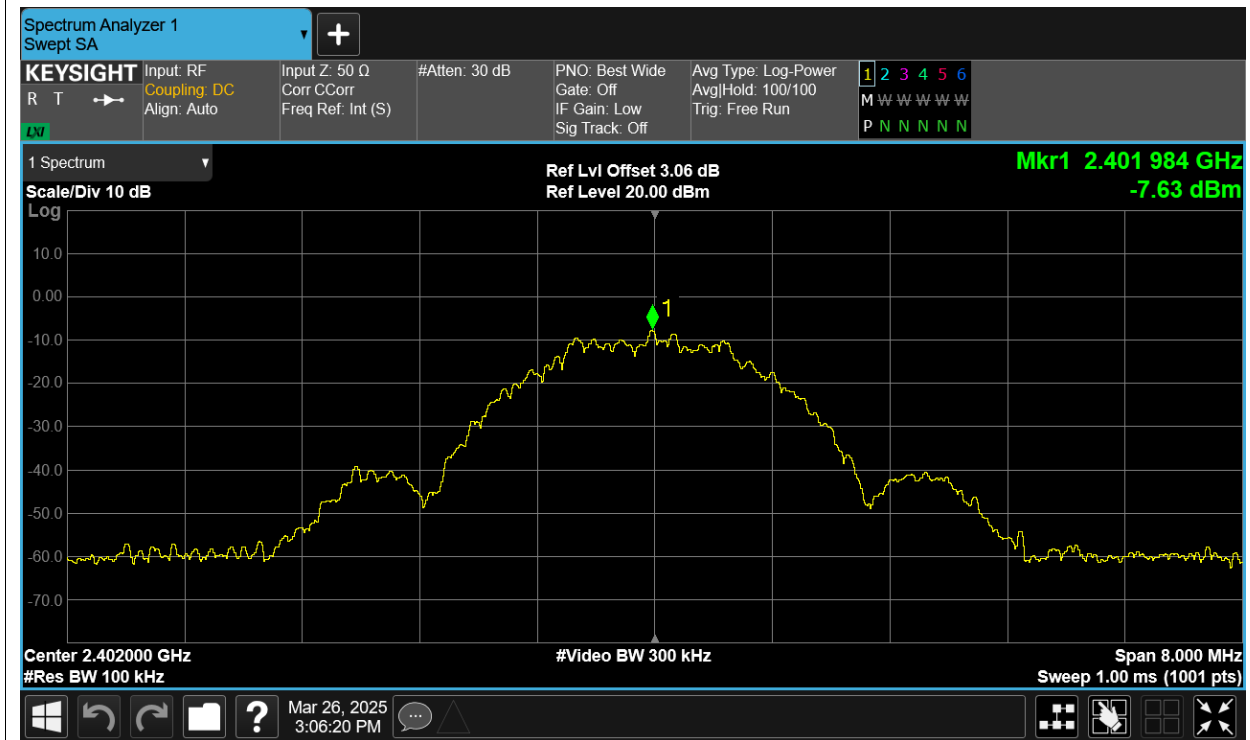 Spectrum Analyzer 1
Swept SA
KEYSIGHT
R T
LXI
Input: RF
Coupling: DC
Align: Auto
Input Z: 50 Ω
Corr CCorr
Freq Ref: Int (S)
#Atten: 30 dB
PNO: Best Wide
Gate: Off
IF Gain: Low
Sig Track: Off
Avg Type: Log-Power
Avg|Hold: 100/100
Trig: Free Run
1 2 3 4 5 6
M W W W W W
P N N N N N
1 Spectrum
Scale/Div 10 dB
Log
Ref Lvl Offset 3.06 dB
Ref Level 20.00 dBm
Mkr1 2.401 984 GHz
-7.63 dBm
10.0
0.00
-10.0
-20.0
-30.0
-40.0
-50.0
-60.0
-70.0
1
Center 2.402000 GHz
#Res BW 100 kHz
#Video BW 300 kHz
Span 8.000 MHz
Sweep 1.00 ms (1001 pts)
?
Mar 26, 2025
3:06:20 PM